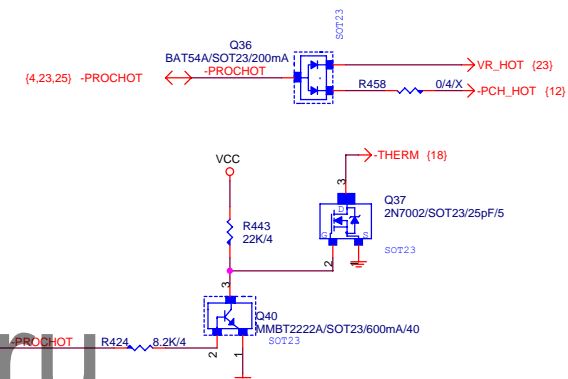 SOT23
Q36
BAT54A/SOT23/200mA
{4,23,25} -PROCHOT
-PROCHOT
VR_HOT {23}
R458 0/4/X
-PCH_HOT {12}
VCC
-THERM {18}
3
Q37
2N7002/SOT23/25pF/5
D
G S
SOT23
R443
22K/4
2 1
3
Q40
MMBT2222A/SOT23/600mA/40
SOT23
-PROCHOT R424 8.2K/4
2 1
ru